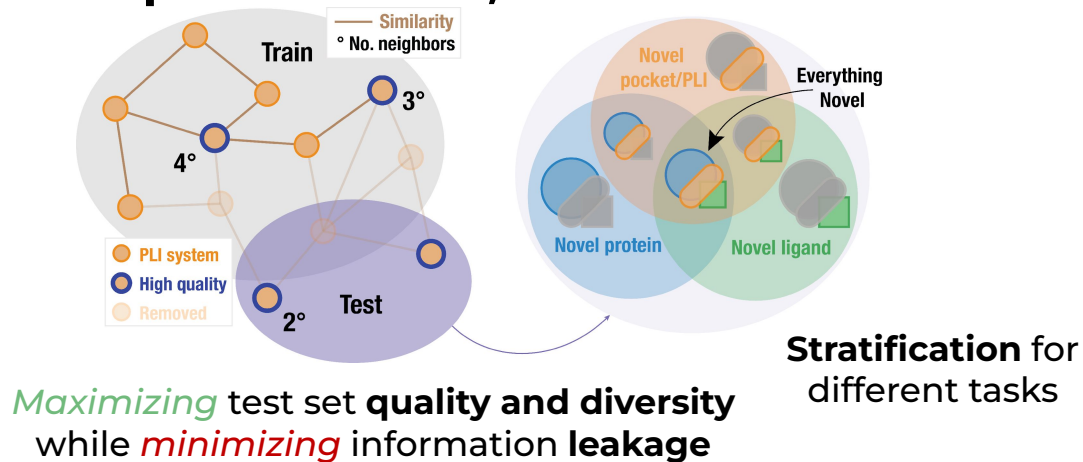 Train
Similarity
° No. neighbors
3°
4°
PLI system
High quality
Removed
Test
2°
Novel
pocket/PLI
Everything
Novel
Novel protein
Novel ligand
Stratification for
different tasks
Maximizing test set quality and diversity
while minimizing information leakage